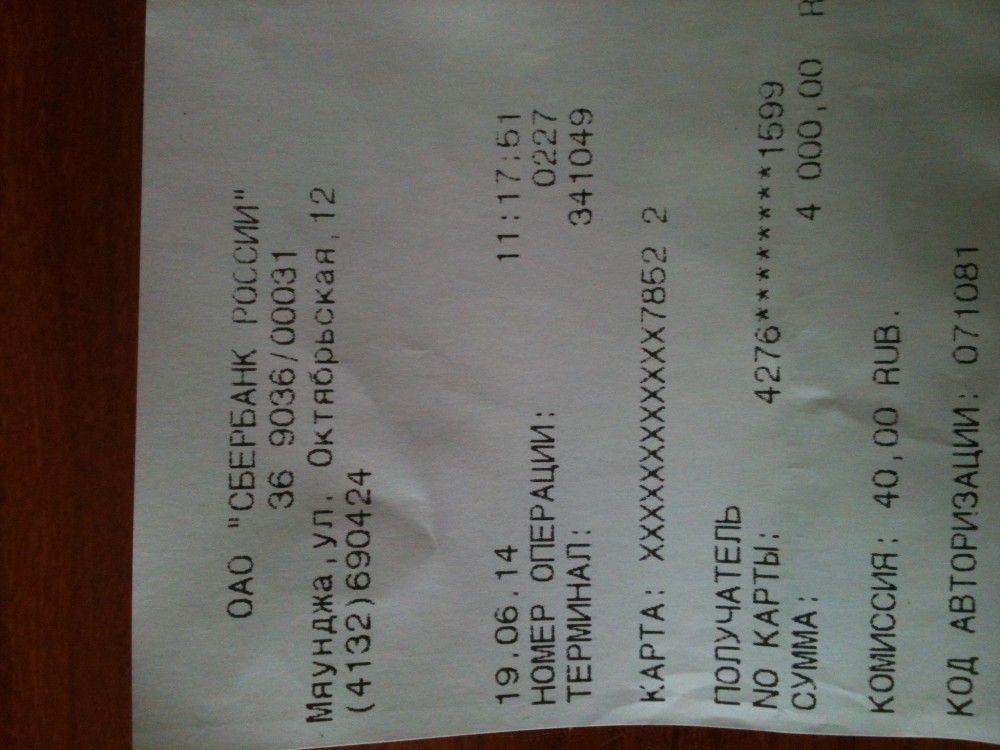 ОАО "СБЕРБАНК РОССИИ"
36 9036/00031
Мяунджа,ул. Октябрьская,12
(4132)690424
19.06.14 11:17:51
НОМЕР ОПЕРАЦИИ: 0227
ТЕРМИНАЛ: 341049
КАРТА: XXXXXXXXXXXXXX7852 2
ПОЛУЧАТЕЛЬ
NO КАРТЫ: 4276**********1599
СУММА: 4 000,00 R
КОМИССИЯ: 40,00 RUB.
КОД АВТОРИЗАЦИИ: 071081